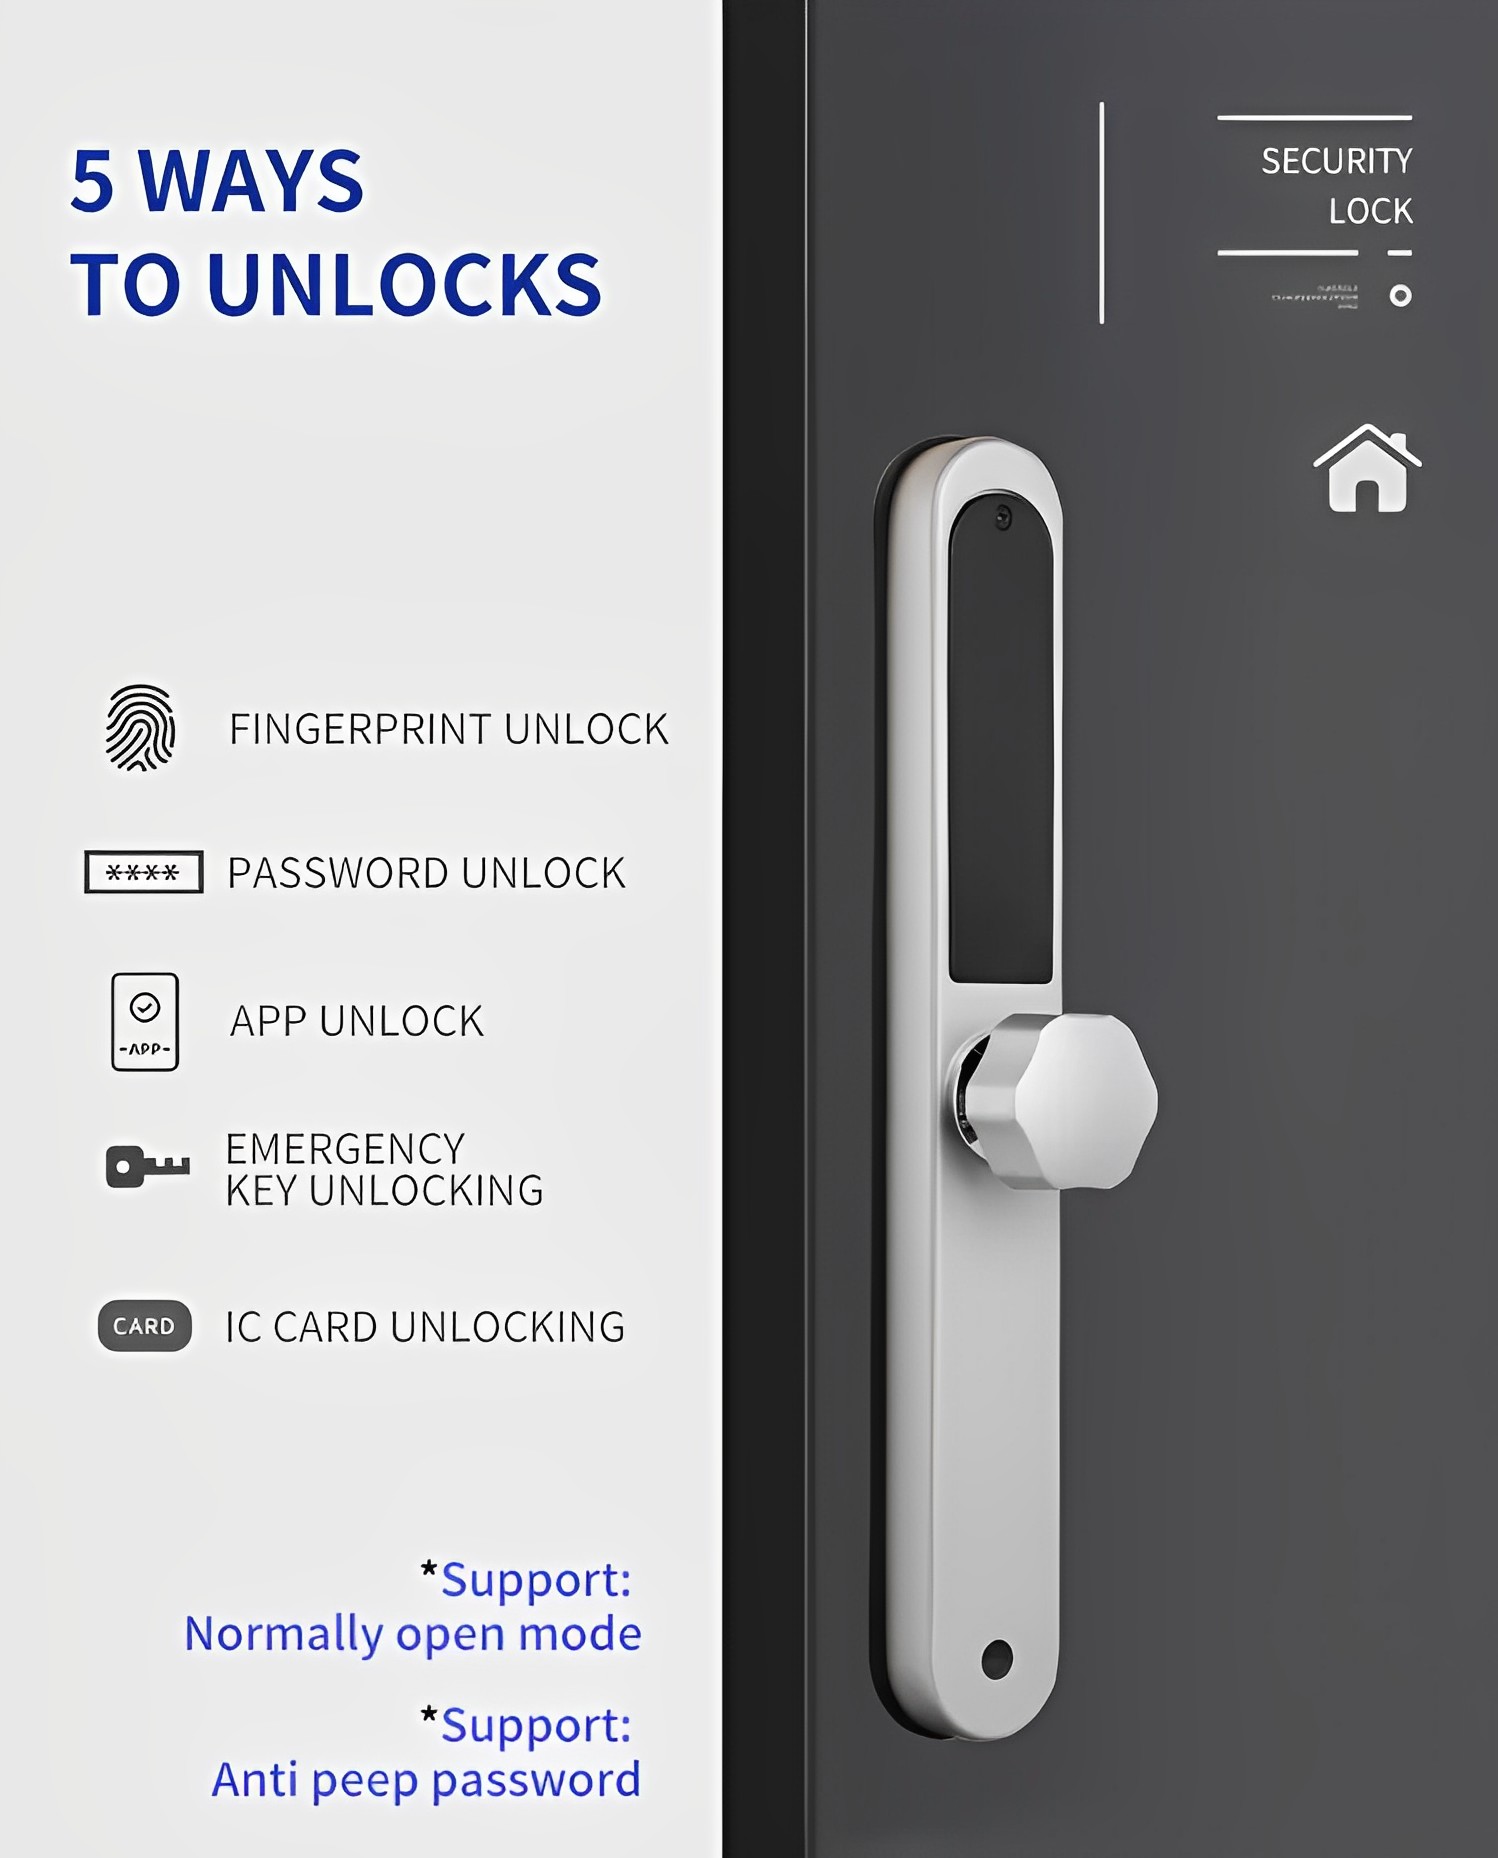 5 WAYS
TO UNLOCKS
FINGERPRINT UNLOCK
**** PASSWORD UNLOCK
-APP-
APP UNLOCK
EMERGENCY
KEY UNLOCKING
CARD IC CARD UNLOCKING
*Support:
Normally open mode
*Support:
Anti peep password
SECURITY
LOCK